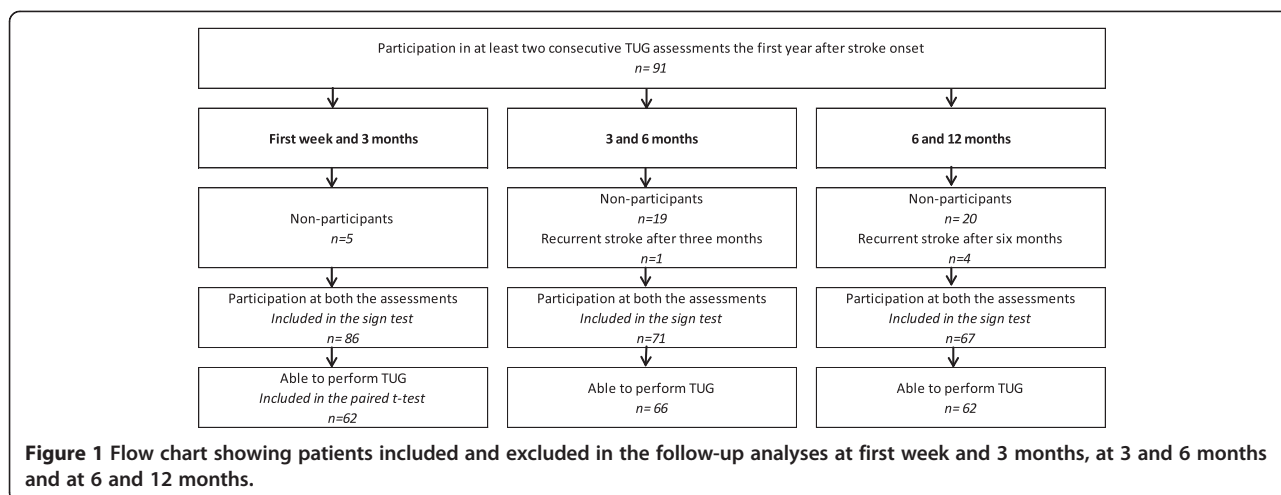 Participation in at least two consecutive TUG assessments the first year after stroke onset
n= 91
First week and 3 months
3 and 6 months
6 and 12 months
Non-participants
n=5
Non-participants
n=19
Recurrent stroke after three months
n=1
Non-participants
n= 20
Recurrent stroke after six months
n=4
Participation at both the assessments
Included in the sign test
n= 86
Participation at both the assessments
Included in the sign test
n=71
Participation at both the assessments
Included in the sign test
n=67
Able to perform TUG
Included in the paired t-test
n=62
Able to perform TUG
n= 66
Able to perform TUG
n= 62
Figure 1 Flow chart showing patients included and excluded in the follow-up analyses at first week and 3 months, at 3 and 6 months
and at 6 and 12 months.